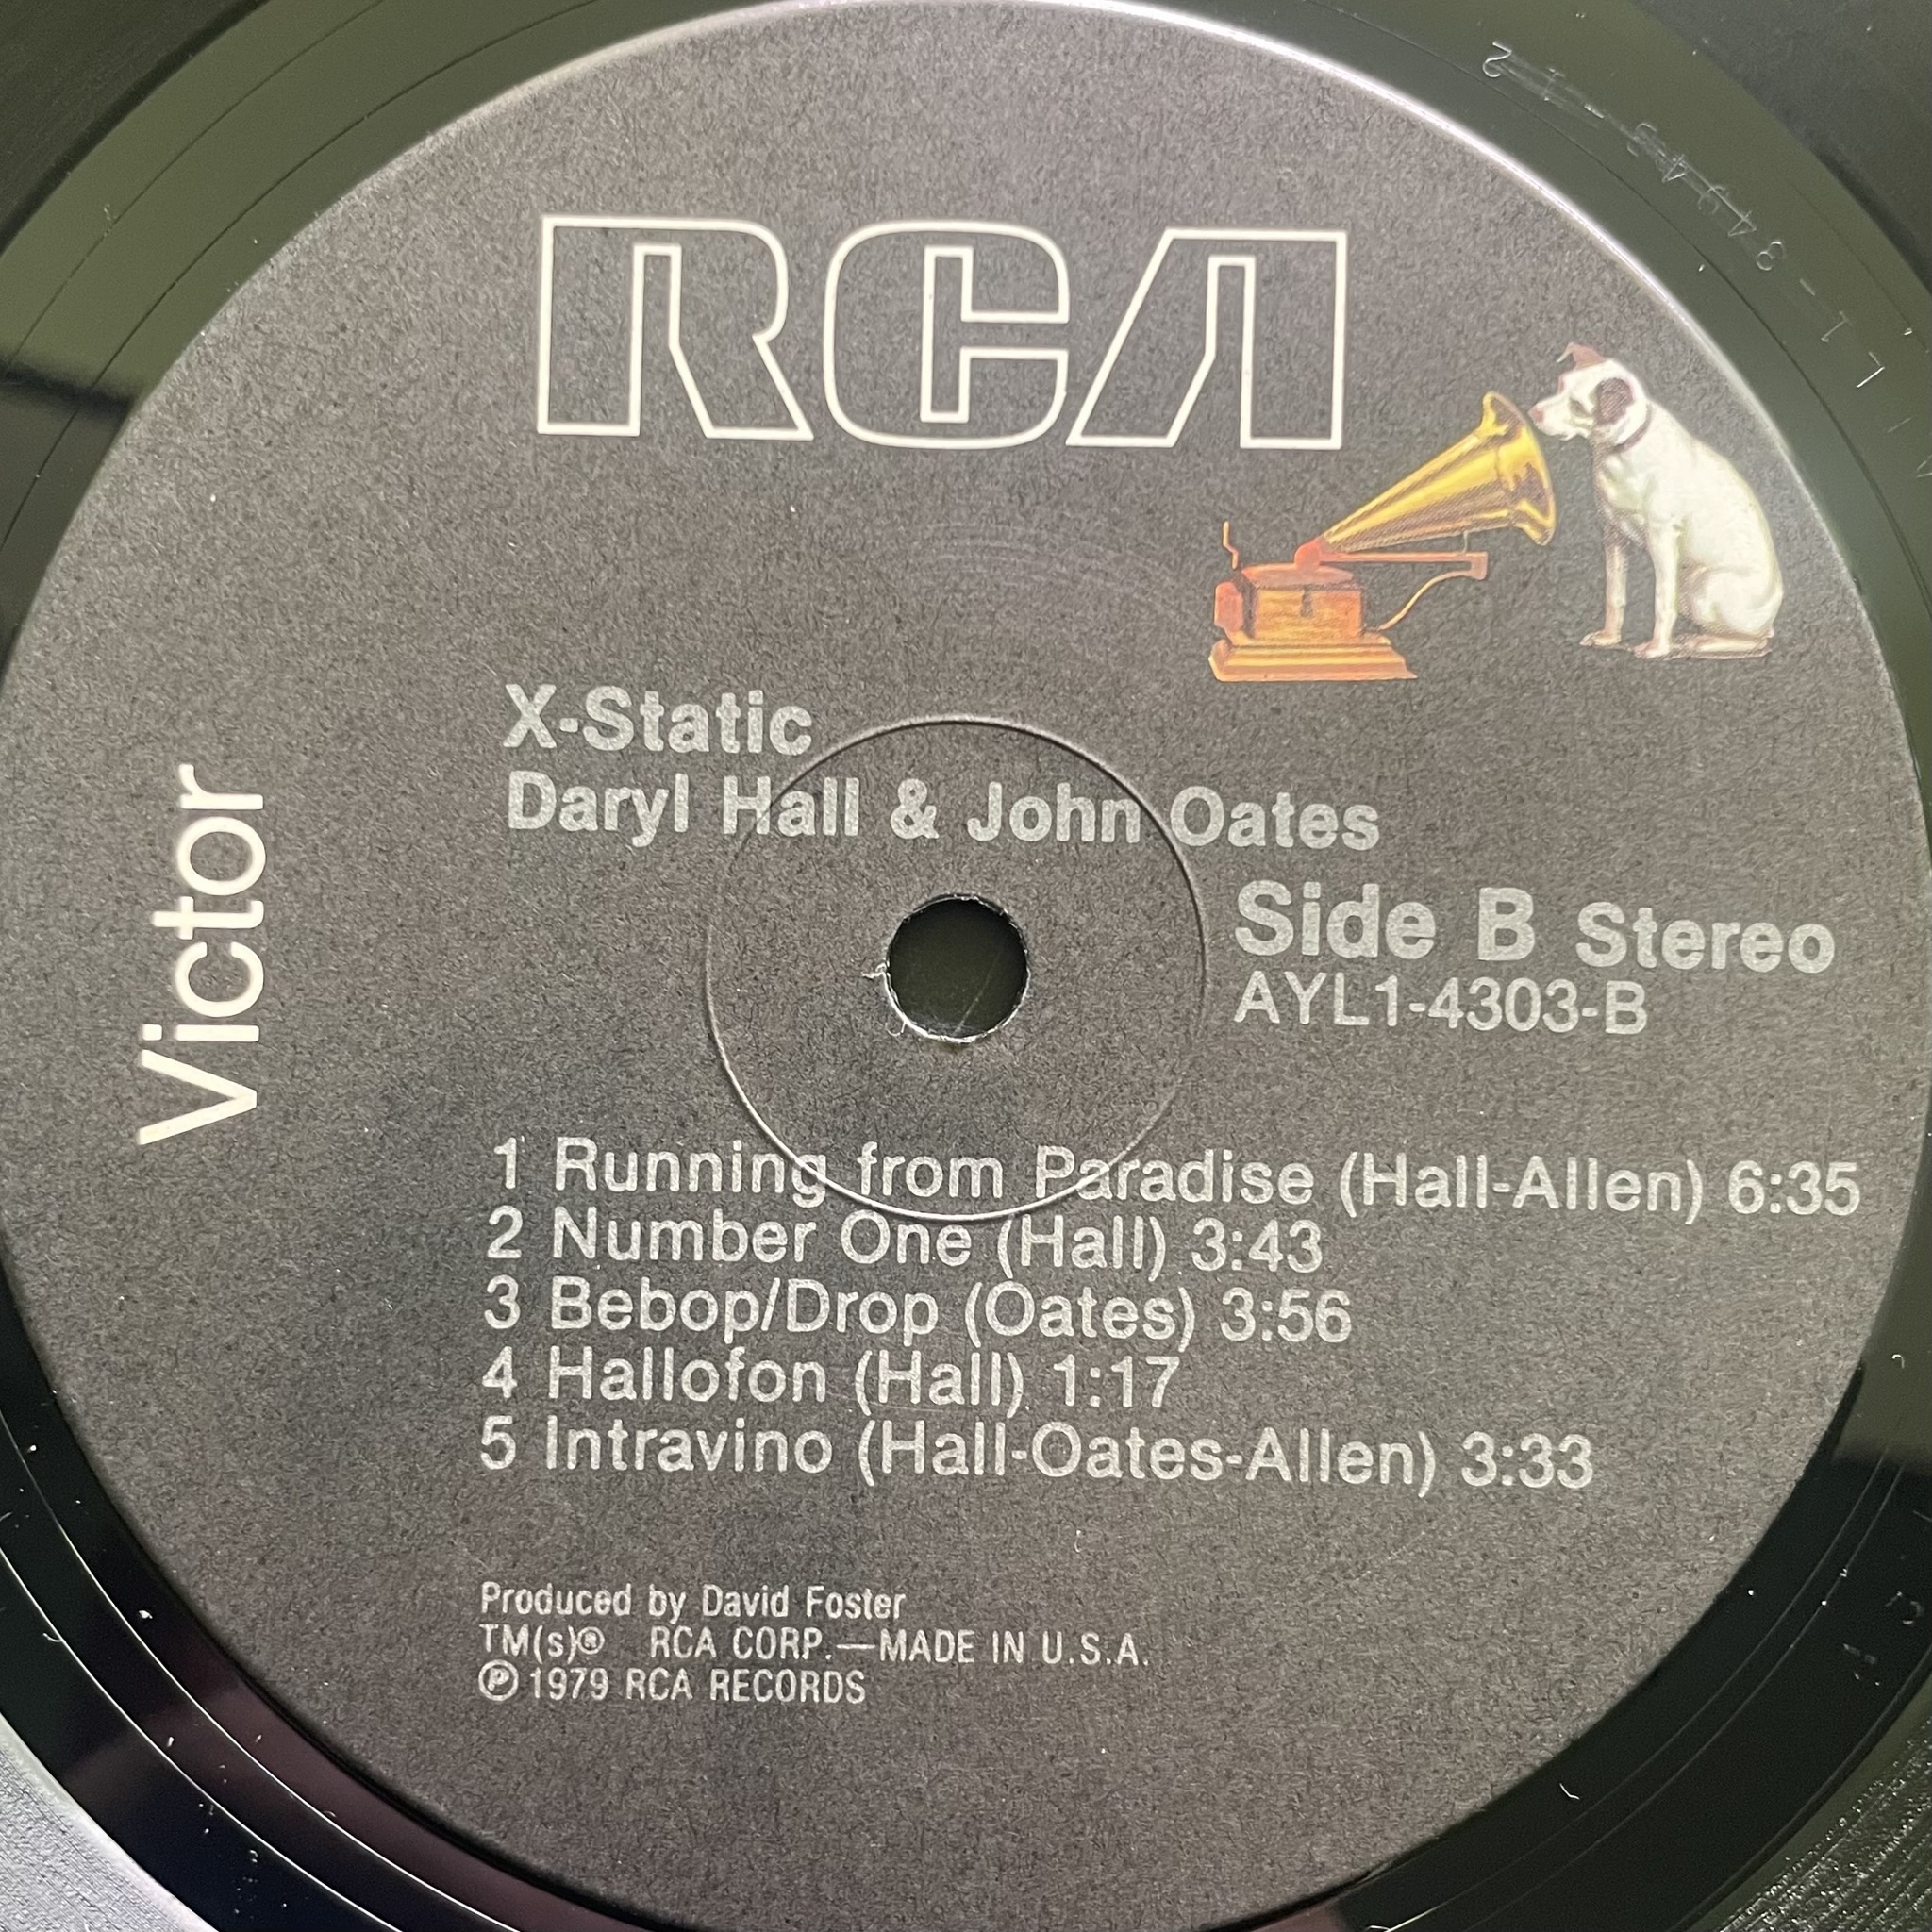 RCA
Victor
X-Static
Daryl Hall & John Oates
Side B Stereo
AYL1-4303-B
1 Running from Paradise (Hall-Allen) 6:35
2 Number One (Hall) 3:43
3 Bebop/Drop (Oates) 3:56
4 Hallofon (Hall) 1:17
5 Intravino (Hall-Oates-Allen) 3:33
Produced by David Foster
TM(s)® RCA CORP.—MADE IN U.S.A.
℗ 1979 RCA RECORDS